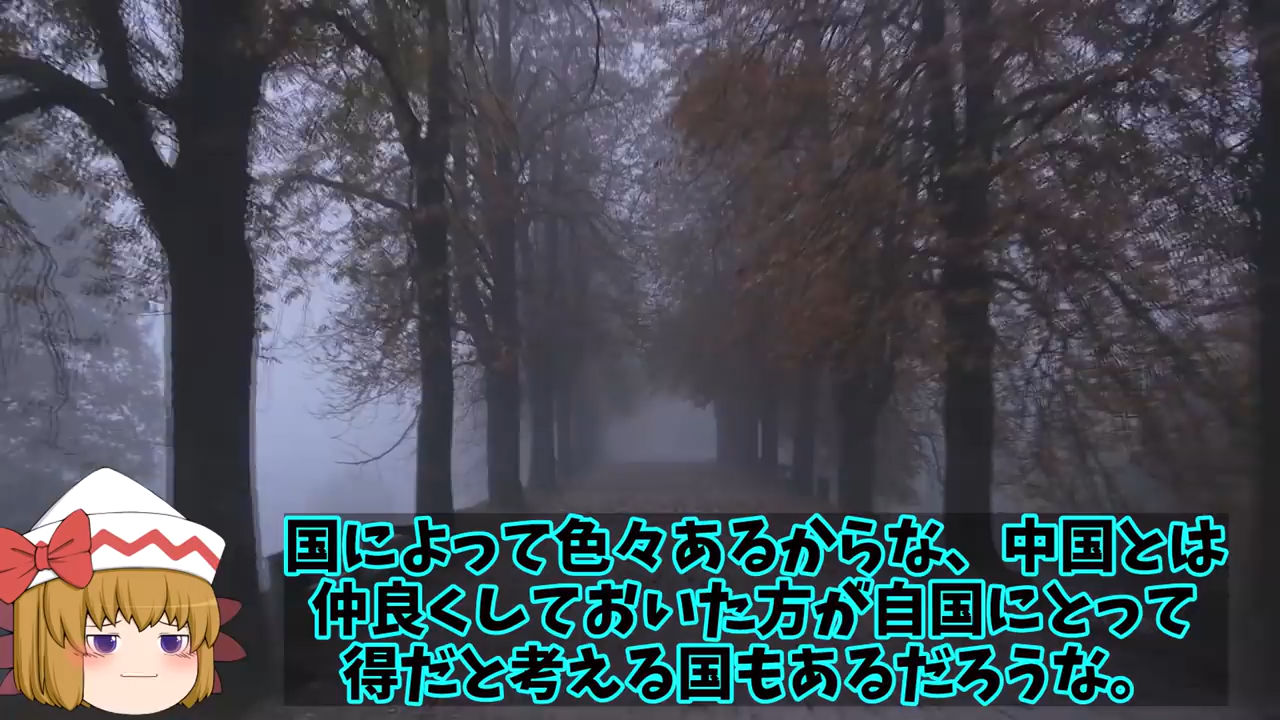 国によって色々あるからな、中国とは
仲良くしておいた方が自国にとって
得だと考える国もあるだろうな。